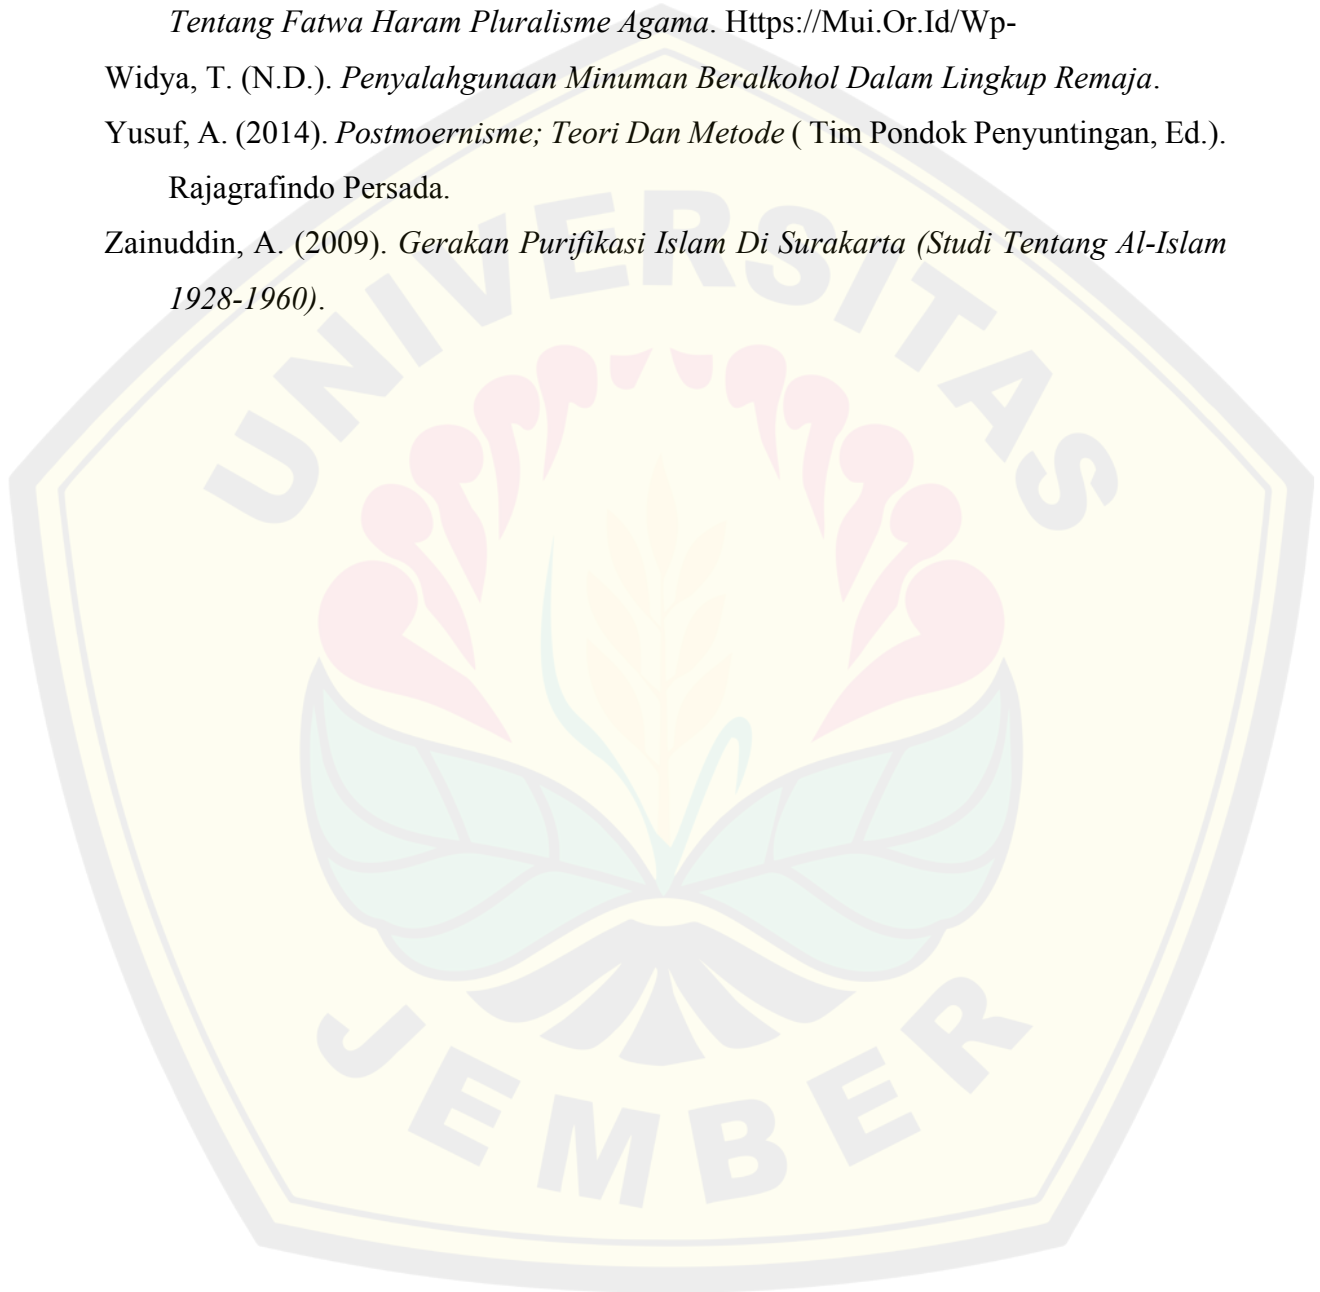 Tentang Fatwa Haram Pluralisme Agama. Https://Mui.Or.Id/Wp-
Widya, T. (N.D.). Penyalahgunaan Minuman Beralkohol Dalam Lingkup Remaja.
Yusuf, A. (2014). Postmoernisme; Teori Dan Metode ( Tim Pondok Penyuntingan, Ed.).
Rajagrafindo Persada.
Zainuddin, A. (2009). Gerakan Purifikasi Islam Di Surakarta (Studi Tentang Al-Islam
1928-1960).
UNIVERSITAS
JEMBER